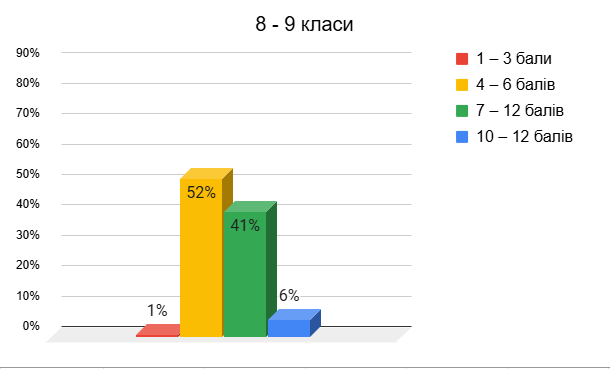 8 - 9 класи
90%
80%
70%
60%
50%
40%
30%
20%
10%
0%
1%
52%
41%
6%
1 – 3 бали
4 – 6 балів
7 – 12 балів
10 – 12 балів